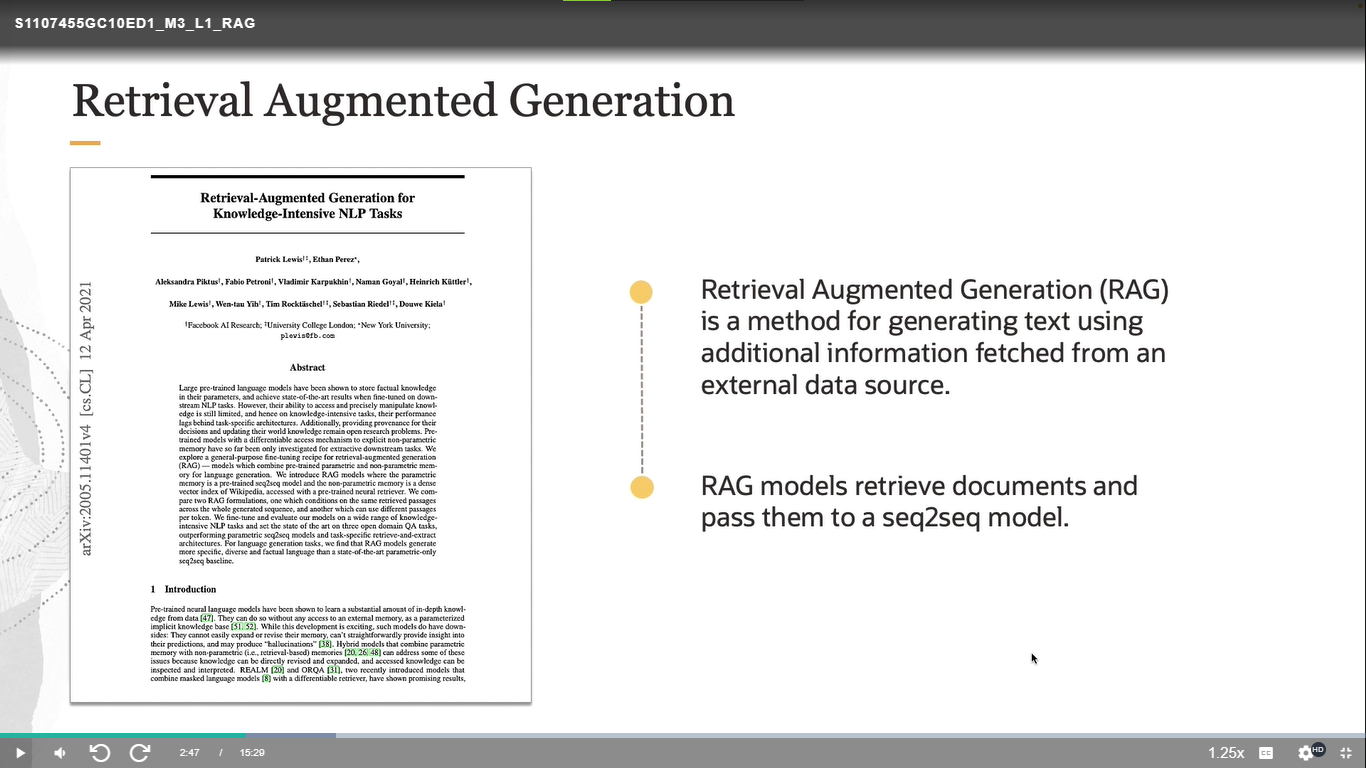 S1107455GC10ED1_M3_L1_RAG
Retrieval Augmented Generation
Retrieval-Augmented Generation for
Knowledge-Intensive NLP Tasks
Patrick Lewis†‡, Ethan Perez⋆,
Aleksandra Piktus†, Fabio Petroni†, Vladimir Karpukhin†, Naman Goyal†, Heinrich Küttler†,
Mike Lewis†, Wen-tau Yih†, Tim Rocktäschel†‡, Sebastian Riedel†‡, Douwe Kiela†
†Facebook AI Research; ‡University College London; ⋆New York University;
plewis@fb.com
Abstract
Large pre-trained language models have been shown to store factual knowledge
in their parameters, and achieve state-of-the-art results when fine-tuned on down-
stream NLP tasks. However, their ability to access and precisely manipulate knowl-
edge is still limited, and hence on knowledge-intensive tasks, their performance
lags behind task-specific architectures. Additionally, providing provenance for their
decisions and updating their world knowledge remain open research problems. Pre-
trained models with a differentiable access mechanism to explicit non-parametric
memory have so far been only investigated for extractive downstream tasks. We
explore a general-purpose fine-tuning recipe for retrieval-augmented generation
(RAG) — models which combine pre-trained parametric and non-parametric mem-
ory for language generation. We introduce RAG models where the parametric
memory is a pre-trained seq2seq model and the non-parametric memory is a dense
vector index of Wikipedia, accessed with a pre-trained neural retriever. We com-
pare two RAG formulations, one which conditions on the same retrieved passages
across the whole generated sequence, and another which can use different passages
per token. We fine-tune and evaluate our models on a wide range of knowledge-
intensive NLP tasks and set the state of the art on three open domain QA tasks,
outperforming parametric seq2seq models and task-specific retrieve-and-extract
architectures. For language generation tasks, we find that RAG models generate
more specific, diverse and factual language than a state-of-the-art parametric-only
seq2seq baseline.
1 Introduction
Pre-trained neural language models have been shown to learn a substantial amount of in-depth knowl-
edge from data [47]. They can do so without any access to an external memory, as a parameterized
implicit knowledge base [51, 52]. While this development is exciting, such models do have down-
sides: They cannot easily expand or revise their memory, can't straightforwardly provide insight into
their predictions, and may produce "hallucinations" [38]. Hybrid models that combine parametric
memory with non-parametric (i.e., retrieval-based) memories [20, 26, 48] can address some of these
issues because knowledge can be directly revised and expanded, and accessed knowledge can be
inspected and interpreted. REALM [20] and ORQA [31], two recently introduced models that
combine masked language models [8] with a differentiable retriever, have shown promising results,
arXiv:2005.11401v4 [cs.CL] 12 Apr 2021
Retrieval Augmented Generation (RAG)
is a method for generating text using
additional information fetched from an
external data source.
RAG models retrieve documents and
pass them to a seq2seq model.
2:47 / 15:29
1.25x
CC
HD